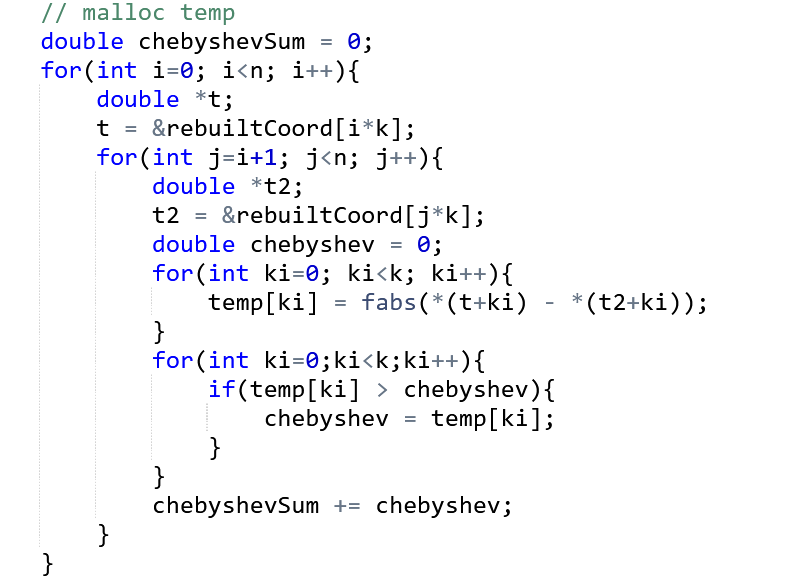 // malloc temp
double chebyshevSum = 0;
for(int i=0; i<n; i++){
    double *t;
    t = &rebuiltCoord[i*k];
    for(int j=i+1; j<n; j++){
        double *t2;
        t2 = &rebuiltCoord[j*k];
        double chebyshev = 0;
        for(int ki=0; ki<k; ki++){
            temp[ki] = fabs(*(t+ki) - *(t2+ki));
        }
        for(int ki=0;ki<k;ki++){
            if(temp[ki] > chebyshev){
                chebyshev = temp[ki];
            }
        }
        chebyshevSum += chebyshev;
    }
}